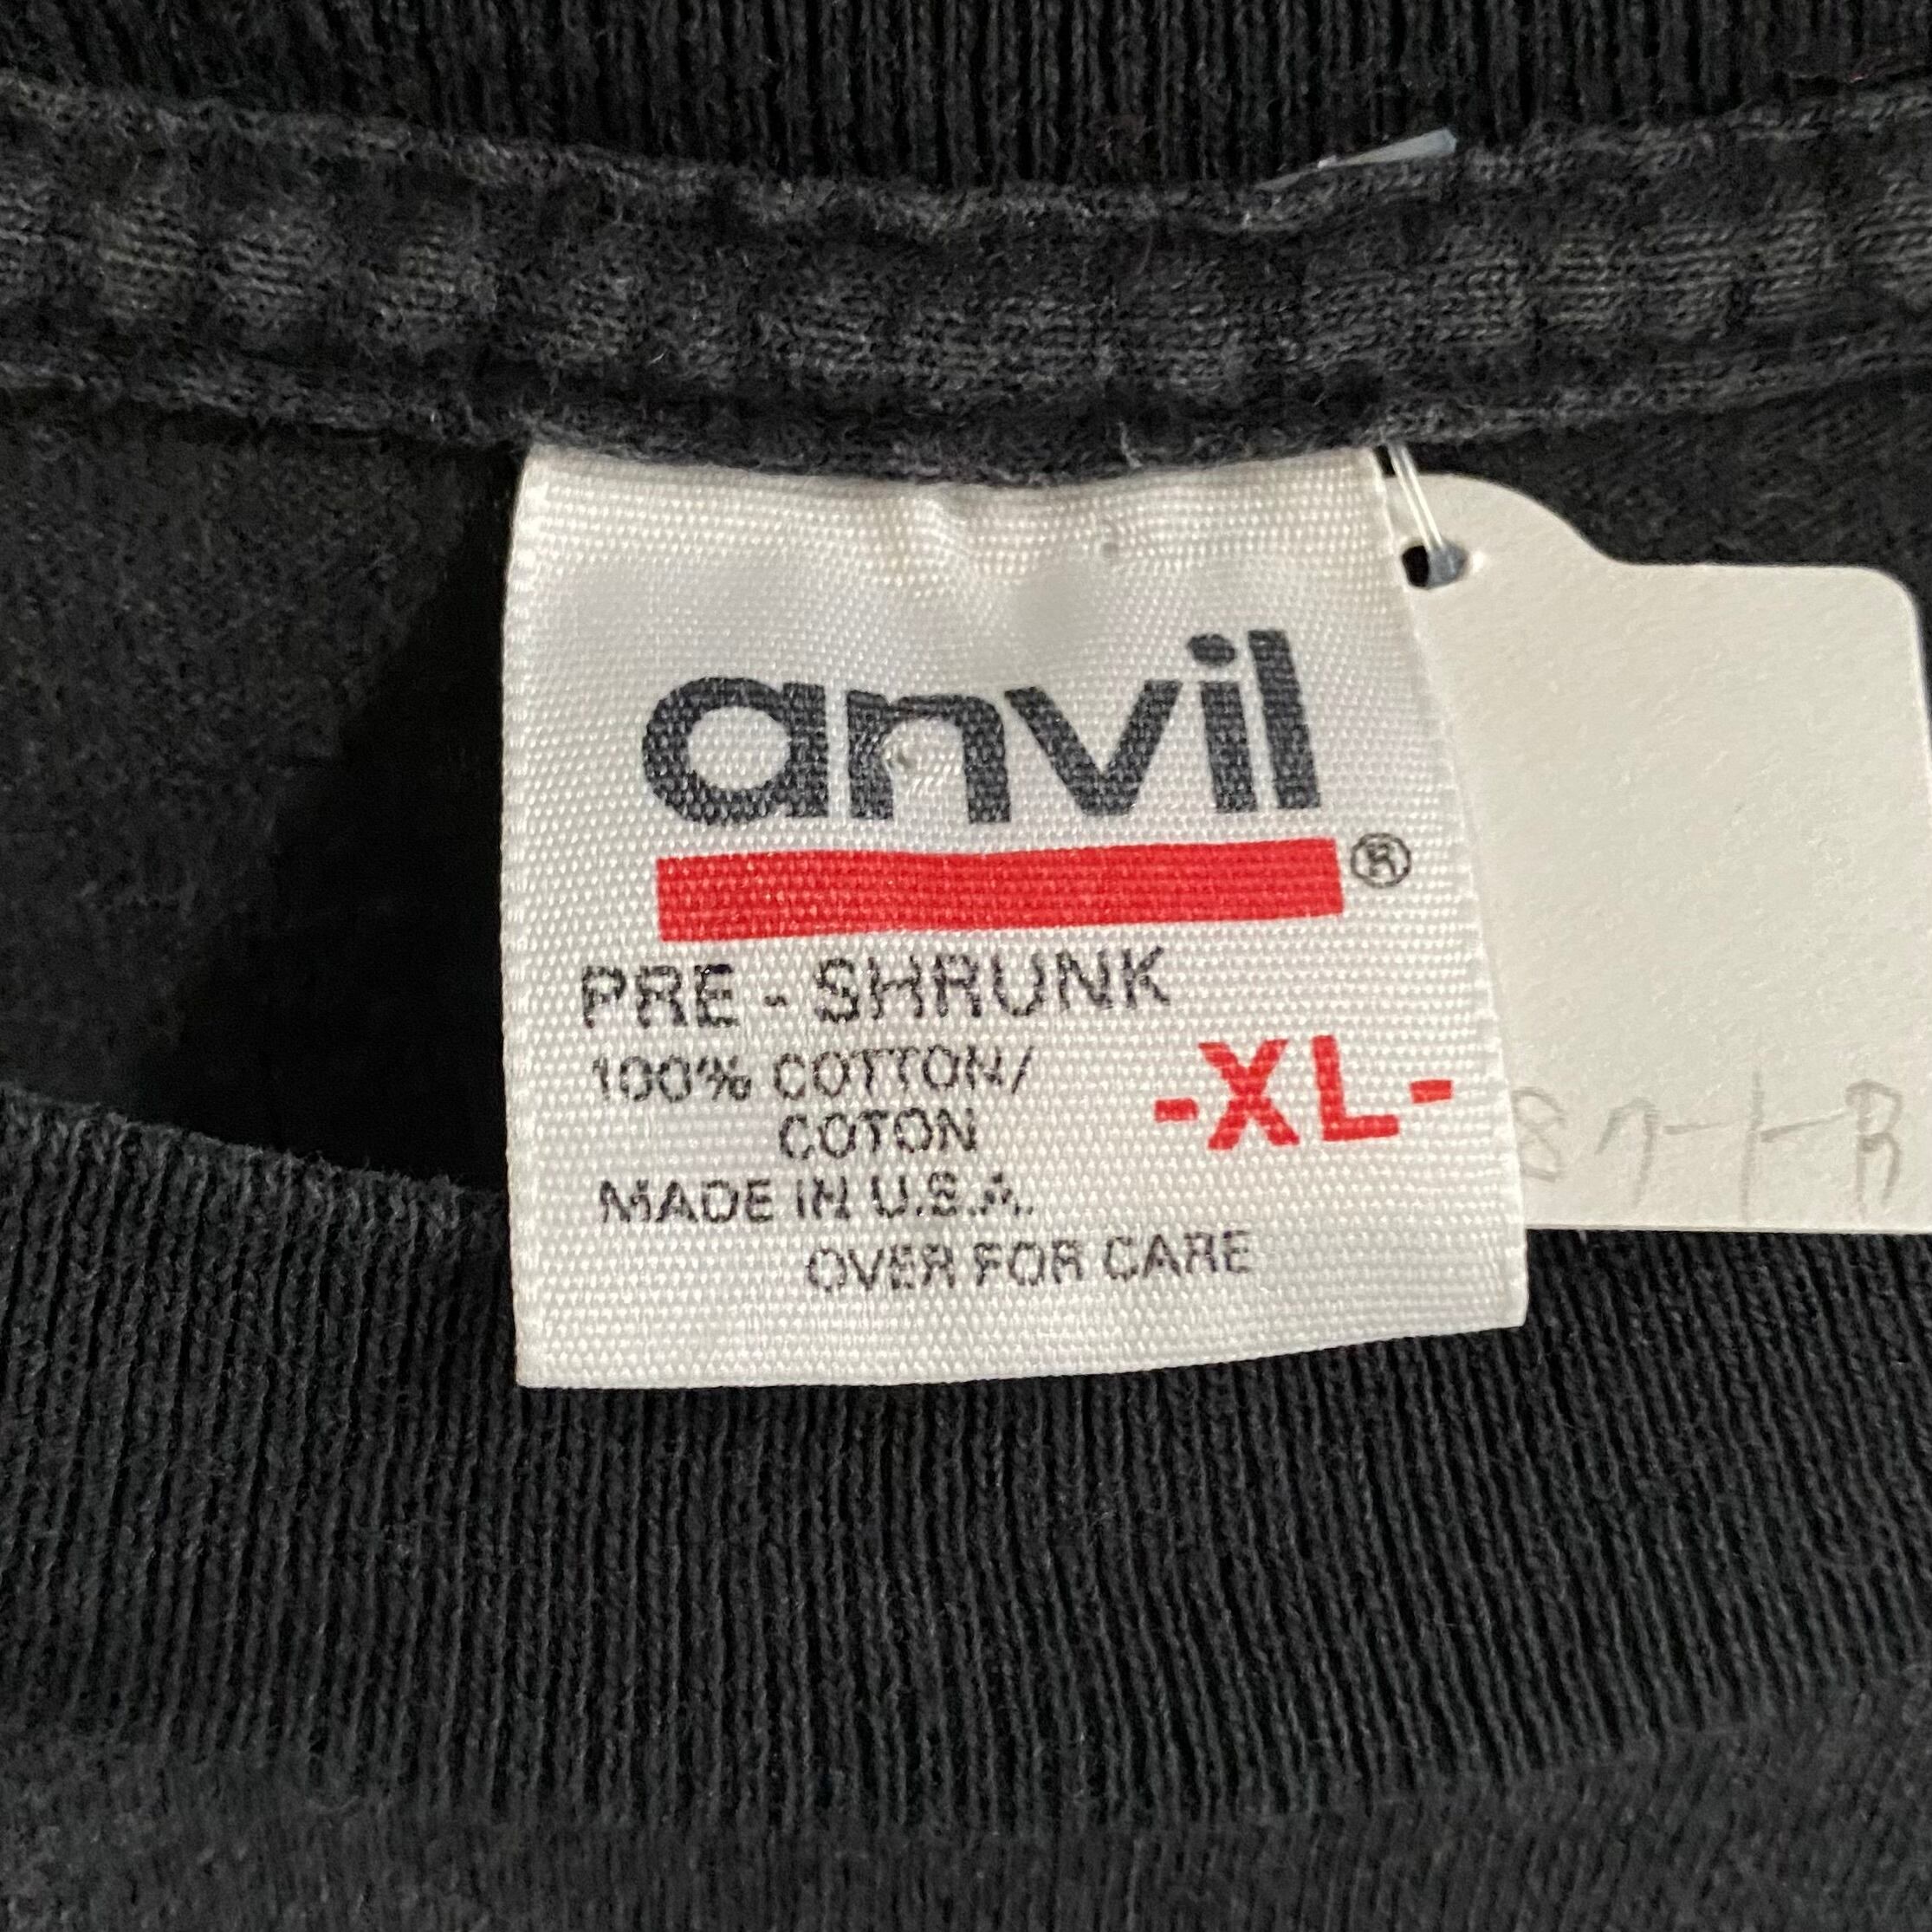 anvil
®
PRE - SHRUNK
100% COTTON/
COTON
-XL-
MADE IN U.S.A.
OVER FOR CARE